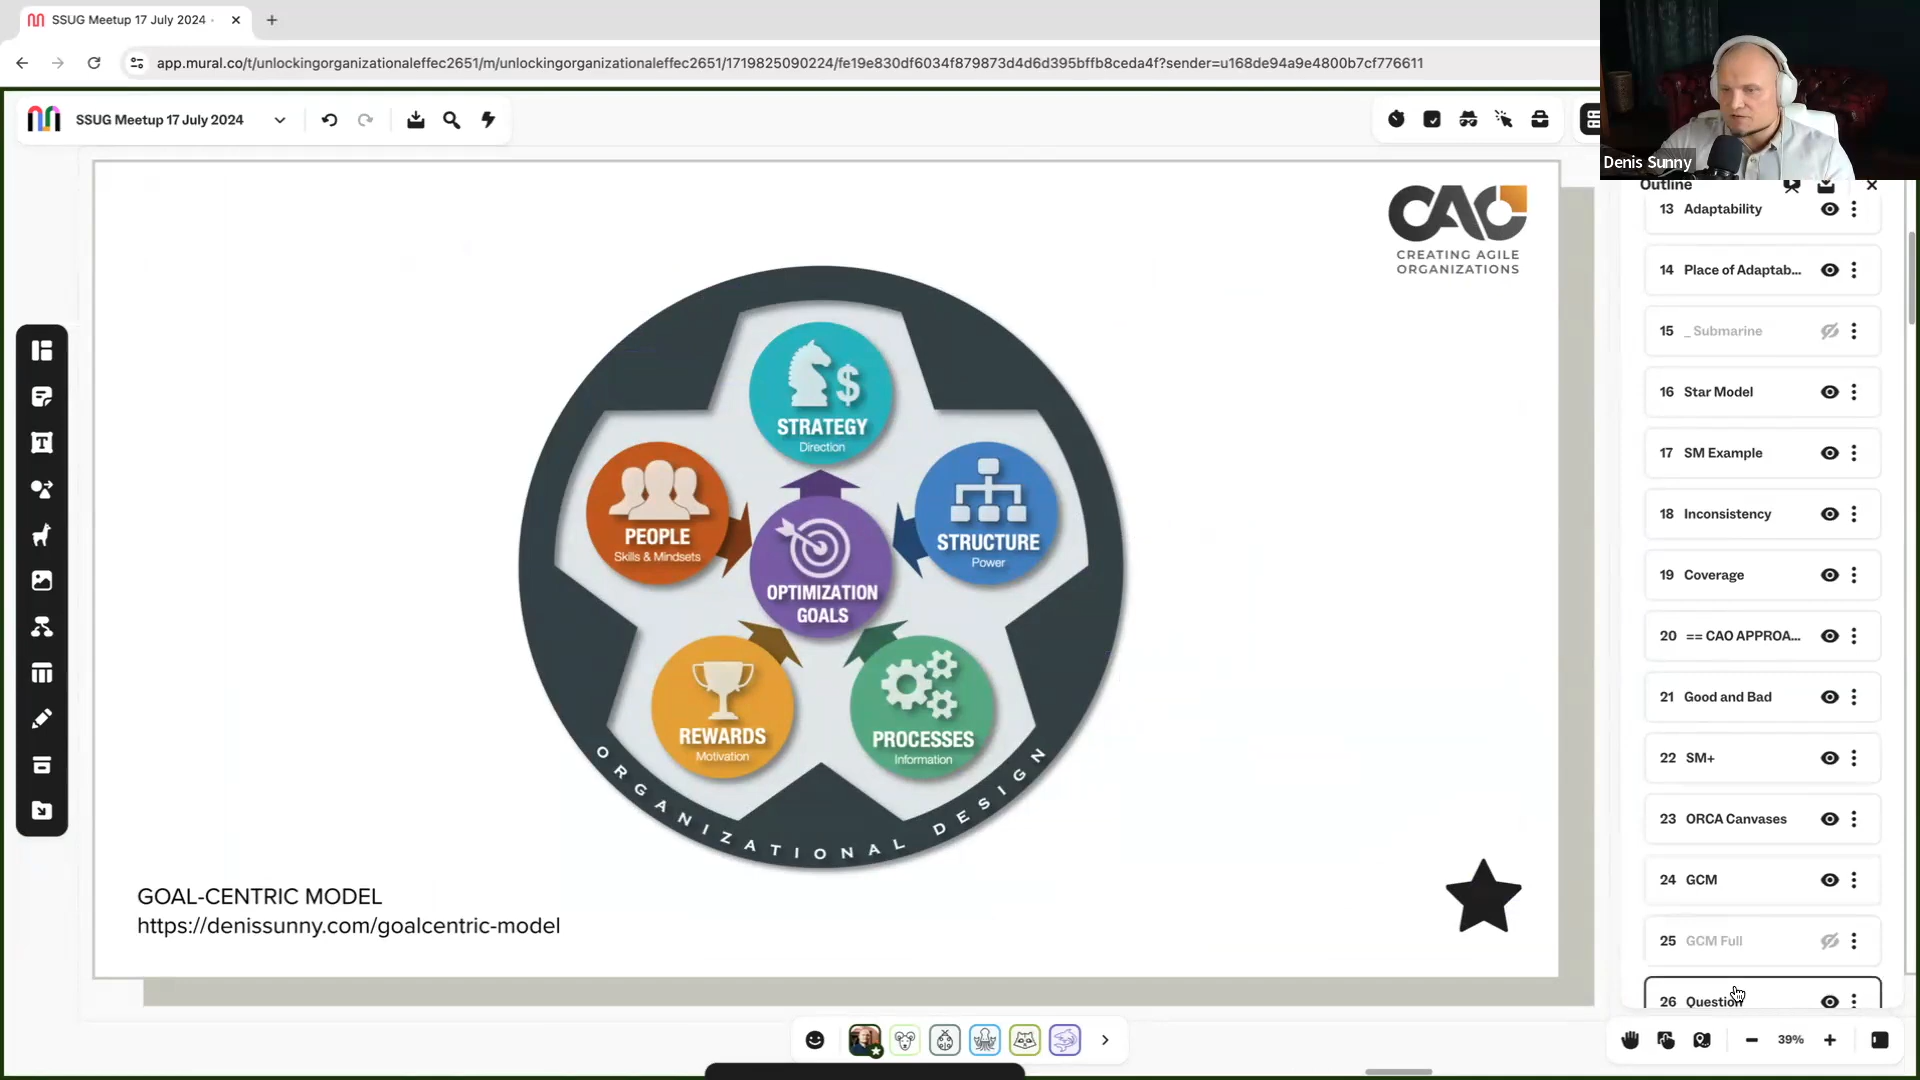 SSUG Meetup 17 July 2024
app.mural.co/t/unlockingorganizationaleffec2651/m/unlockingorganizationaleffec2651/1719825090224/fe19e830df6034f879873d4d6d395bffb8ceda4f?sender=u168de94a9e4800b7cf776611
SSUG Meetup 17 July 2024
Denis Sunny
CAO
CREATING AGILE
ORGANIZATIONS
$
STRATEGY
Direction
PEOPLE
Skills & Mindsets
STRUCTURE
Power
OPTIMIZATION
GOALS
REWARDS
Motivation
PROCESSES
Information
ORGANIZATIONAL DESIGN
GOAL-CENTRIC MODEL
https://denissunny.com/goalcentric-model
Outline
13 Adaptability
14 Place of Adaptab...
15 _Submarine
16 Star Model
17 SM Example
18 Inconsistency
19 Coverage
20 == CAO APPROA...
21 Good and Bad
22 SM+
23 ORCA Canvases
24 GCM
25 GCM Full
26 Question
39%